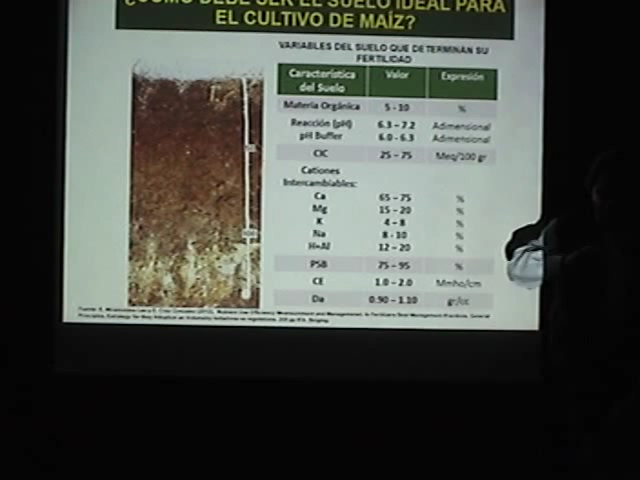 ¿CÓMO DEBE SER EL SUELO IDEAL PARA
EL CULTIVO DE MAÍZ?
VARIABLES DEL SUELO QUE DETERMINAN SU
FERTILIDAD
Característica del Suelo Valor Expresión
Materia Orgánica 5 - 10 %
Reacción (pH) 6.3 – 7.2 Adimensional
pH Buffer 6.0 - 6.3 Adimensional
CIC 25 – 75 Meq/100 gr
Cationes
Intercambiables:
Ca 65 – 75 %
Mg 15 – 20 %
K 4 – 8 %
Na 8 - 10 %
H+Al 12 – 20 %
PSB 75 – 95 %
CE 1.0 – 2.0 Mmho/cm
Da 0.90 – 1.10 gr/cc